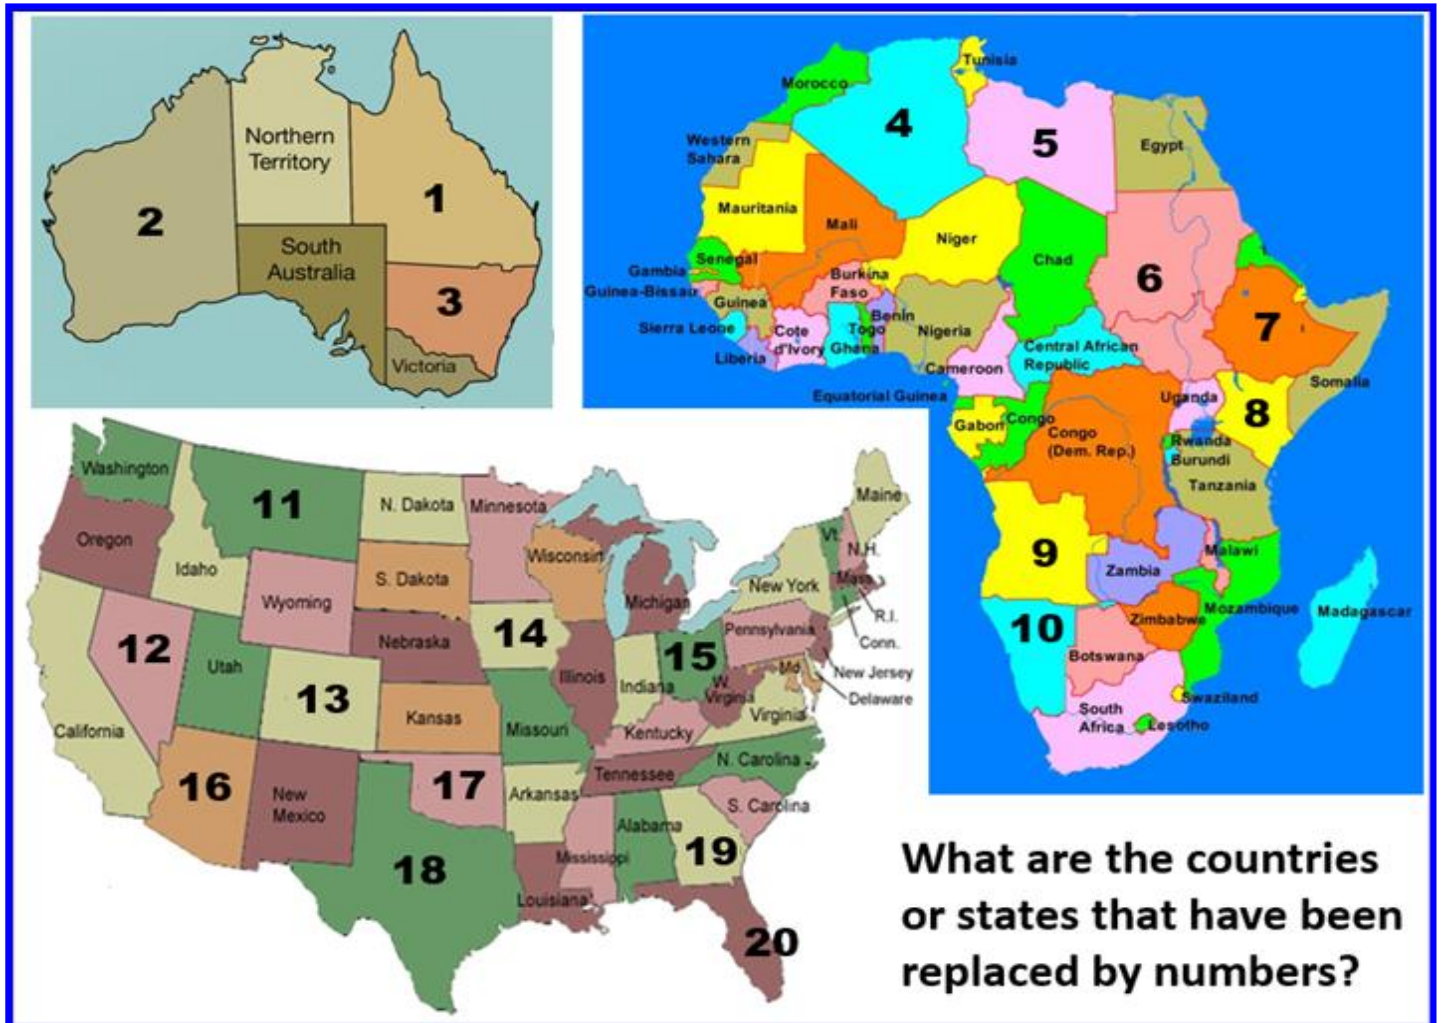 Northern
Territory
1
2
South
Australia
3
Victoria
Tunisia
Morocco
4
5
Western
Sahara
Egypt
Mauritania
Mali
Niger
Chad
6
Senegal
Gambia
Burkina
Faso
Guinea-Bissau
Guinea
7
Benin
Sierra Leone
Cote
d'Ivory
Togo
Ghana
Nigeria
Liberia
Central African
Republic
Cameroon
Somalia
Equatorial Guinea
Uganda
8
Gabon
Congo
Congo
(Dem. Rep.)
Rwanda
Burundi
Tanzania
9
Malawi
Zambia
Mozambique
Madagascar
Zimbabwe
10
Botswana
Swaziland
South
Africa
Lesotho
Washington
11
N. Dakota
Minnesota
Maine
Oregon
Vt.
N.H.
Idaho
Wisconsin
S. Dakota
New York
Mass.
Wyoming
Michigan
R.I.
12
Nebraska
14
Pennsylvania
Conn.
Utah
15
Md.
New Jersey
13
Illinois
Indiana
W.
Virginia
Delaware
California
Kansas
Missouri
Kentucky
Virginia
16
17
Tennessee
N. Carolina
New
Mexico
Arkansas
S. Carolina
Alabama
18
Mississippi
19
Louisiana
20
What are the countries
or states that have been
replaced by numbers?